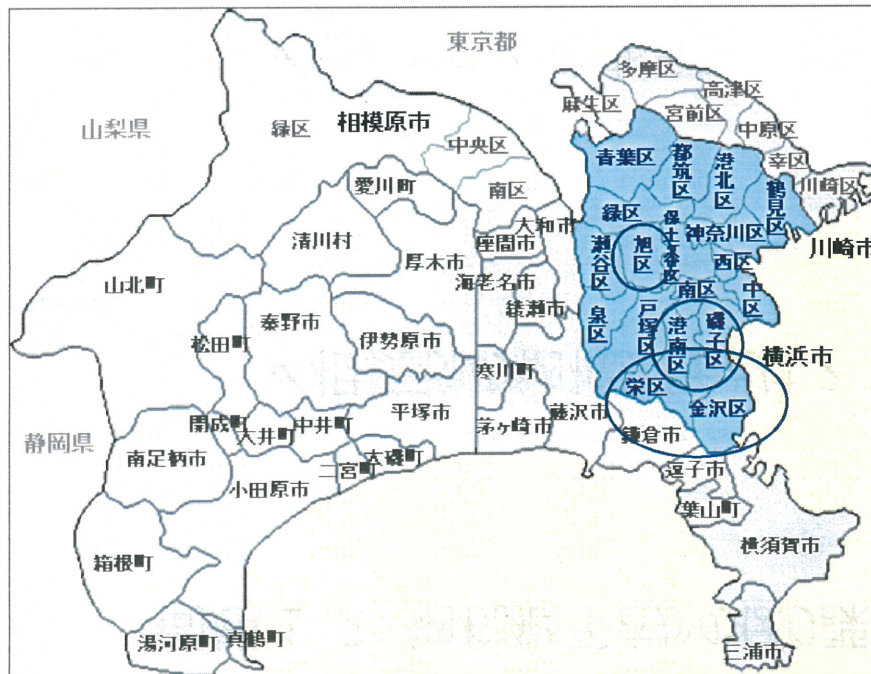 東京都
多摩区
高津区
麻生区
宮前区
山梨県
緑区
相模原市
中原区
中央区
幸区
青葉区
都筑区
港北区
川崎区
愛川町
南区
鶴見区
緑区
大和市
保土ヶ谷区
神奈川区
清川村
座間市
旭区
川崎市
瀬谷区
西区
厚木市
山北町
海老名市
南区
中区
綾瀬市
泉区
戸塚区
港南区
磯子区
秦野市
松田町
伊勢原市
横浜市
寒川町
栄区
金沢区
平塚市
藤沢市
開成町
大井町
中井町
茅ヶ崎市
鎌倉市
静岡県
南足柄市
二宮町
大磯町
逗子市
小田原市
葉山町
箱根町
横須賀市
湯河原町
真鶴町
三浦市